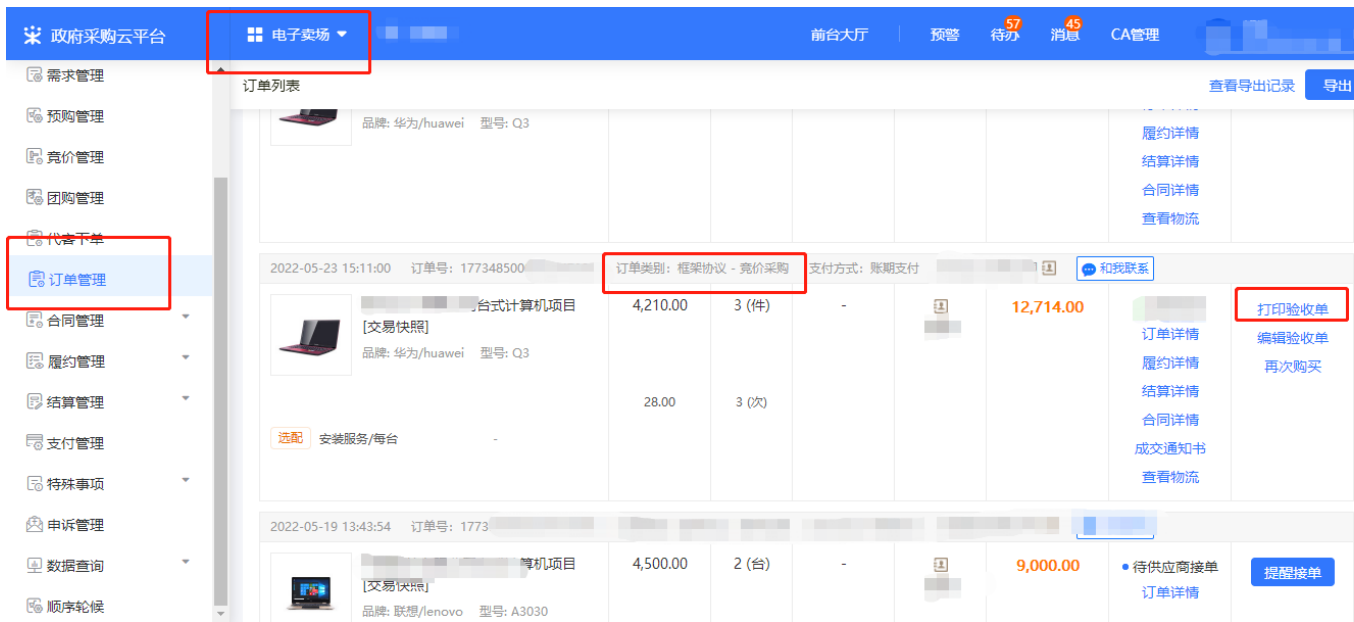 政府采购云平台
电子卖场
前台大厅
预警
待办
57
消息
45
CA管理
需求管理
预购管理
竞价管理
团购管理
代客下单
订单管理
合同管理
履约管理
结算管理
支付管理
特殊事项
申诉管理
数据查询
顺序轮候
订单列表
查看导出记录
导出
品牌: 华为/huawei 型号: Q3
履约详情
结算详情
合同详情
查看物流
2022-05-23 15:11:00 订单号: 177348500 订单类别: 框架协议 - 竞价采购 支付方式: 账期支付 和我联系
台式计算机项目
[交易快照]
品牌: 华为/huawei 型号: Q3
4,210.00
3 (件)
-
12,714.00
订单详情
履约详情
结算详情
合同详情
成交通知书
查看物流
打印验收单
编辑验收单
再次购买
28.00
3 (次)
选配 安装服务/每台 -
2022-05-19 13:43:54 订单号: 1773
算机项目
[交易快照]
品牌: 联想/lenovo 型号: A3030
4,500.00
2 (台)
-
9,000.00
待供应商接单
订单详情
提醒接单